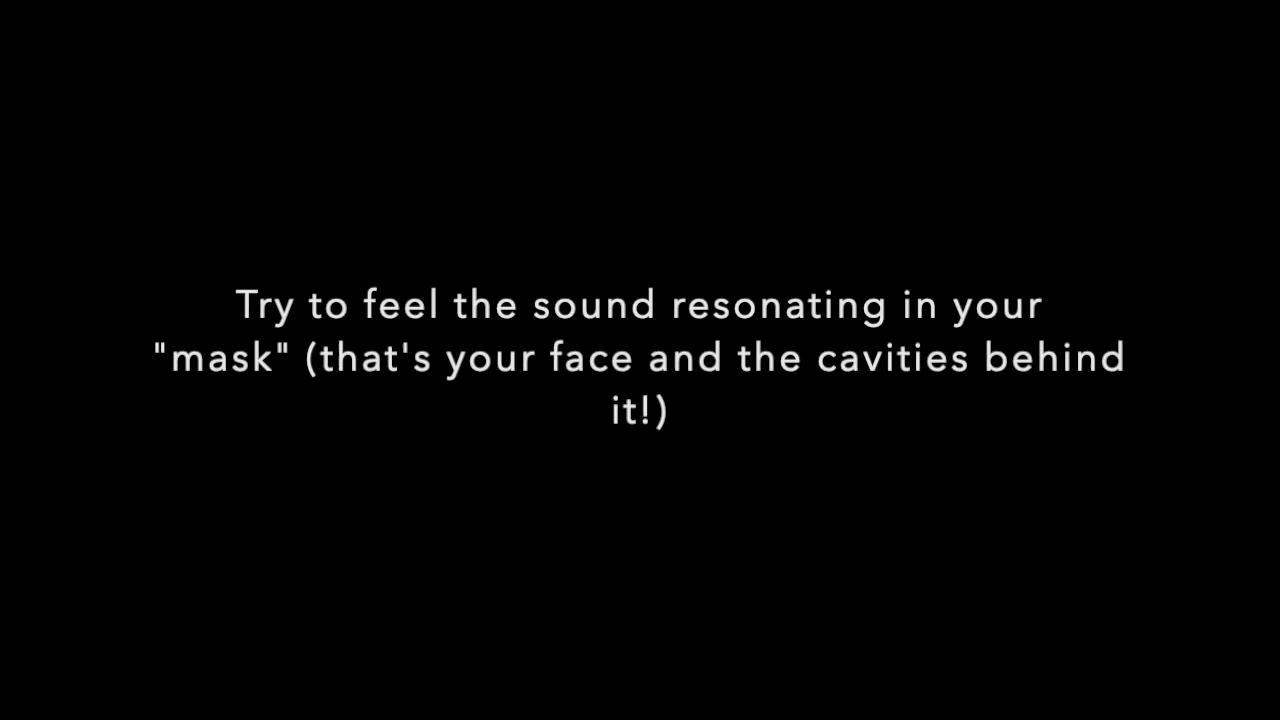 Try to feel the sound resonating in your
"mask" (that's your face and the cavities behind
it!)